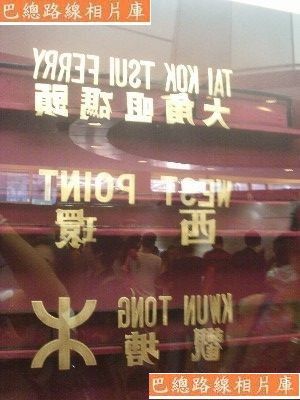 巴總路線相片庫
TAI KOK TSUI FERRY
大角咀碼頭
WEST POINT
西環
KWUN TONG
觀塘
巴總路線相片庫